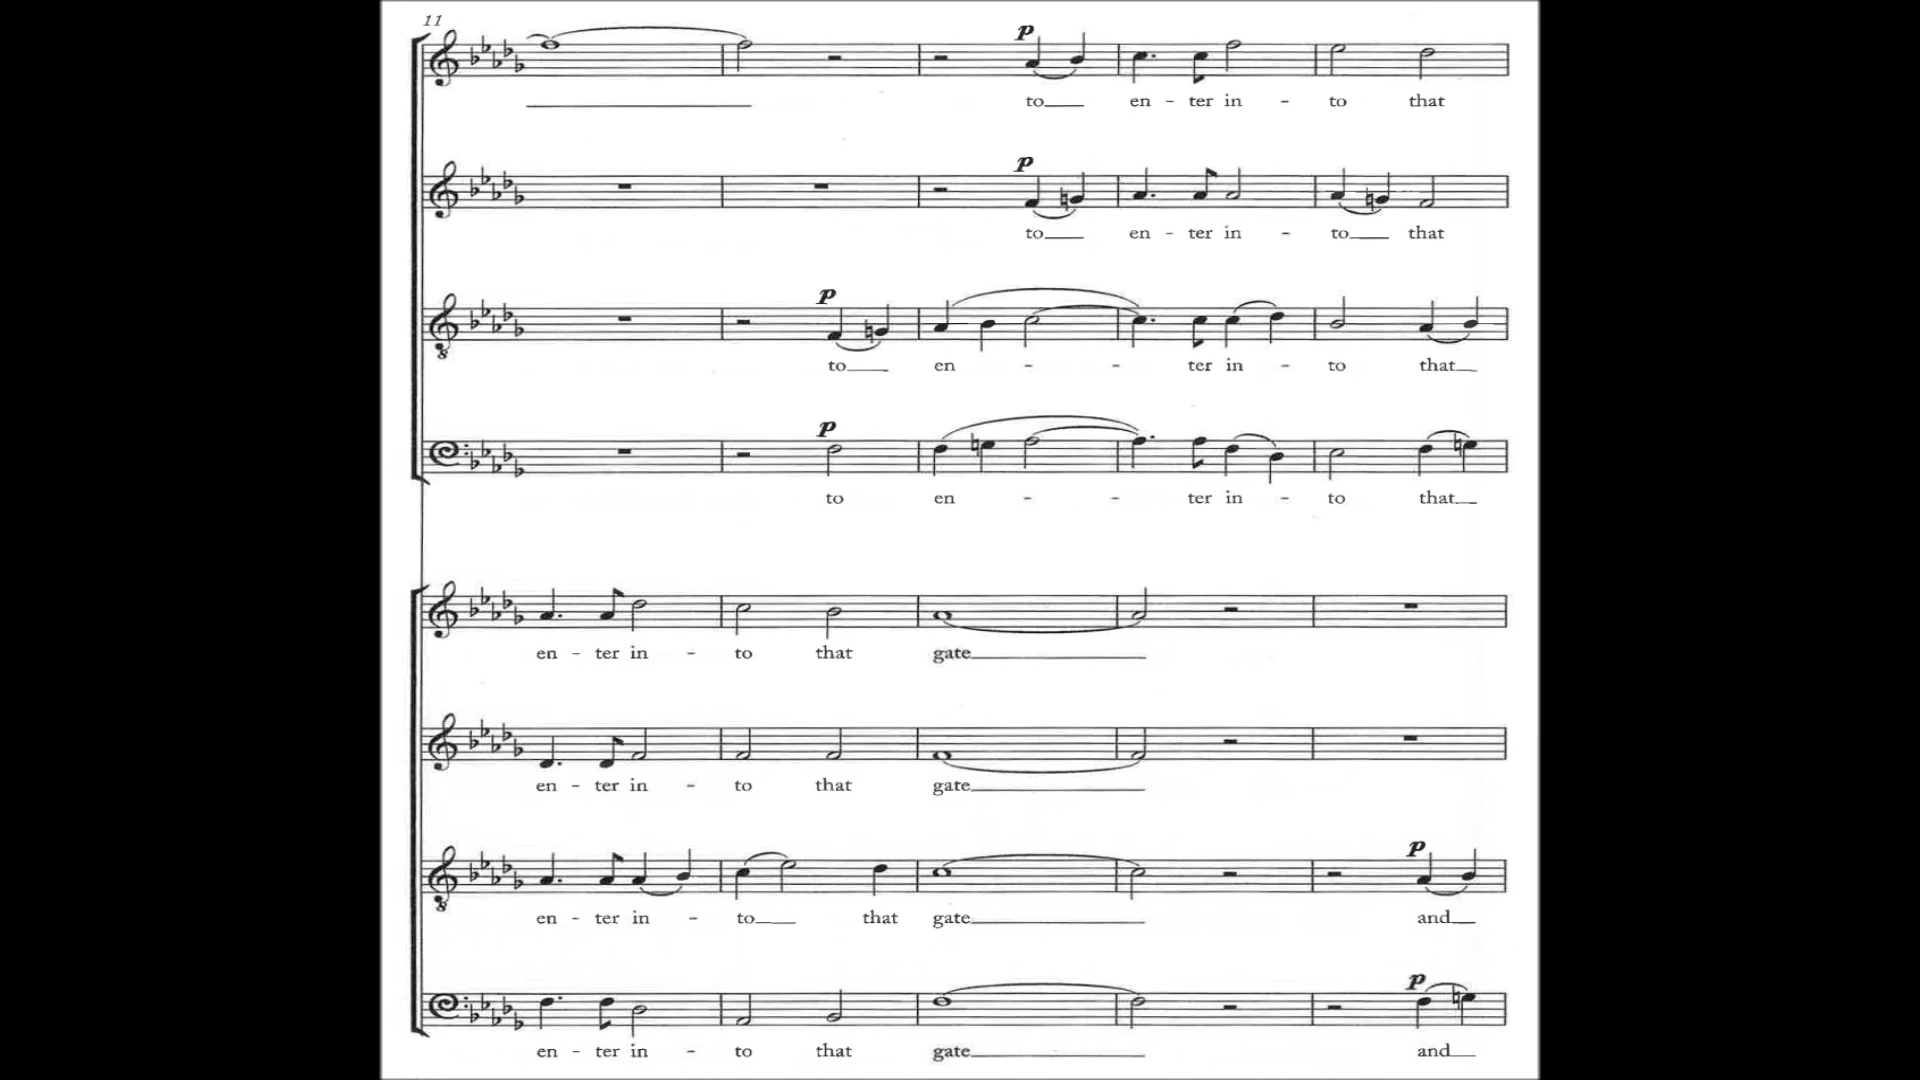 11
p
to en - ter in - to that
p
to en - ter in - to that
p
to en - - ter in - to that
p
to en - - ter in - to that
en - ter in - to that gate
en - ter in - to that gate
p
en - ter in - to that gate and
p
en - ter in - to that gate and